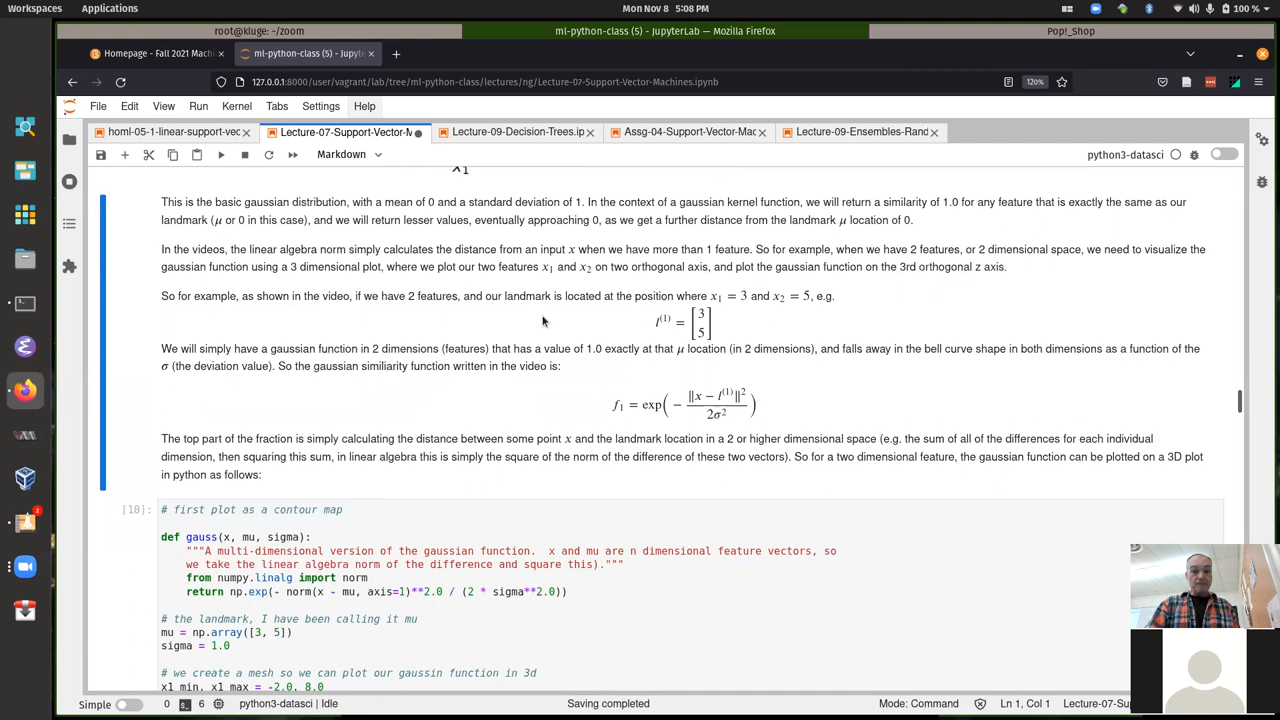 Workspaces Applications Mon Nov 8 5:08 PM 100 %
root@kluge: ~/zoom ml-python-class (5) - JupyterLab — Mozilla Firefox Pop!_Shop
Homepage - Fall 2021 Machi ml-python-class (5) - Jupyte
127.0.0.1:8000/user/vagrant/lab/tree/ml-python-class/lectures/ng/Lecture-07-Support-Vector-Machines.ipynb 120%
File Edit View Run Kernel Tabs Settings Help
homl-05-1-linear-support-vec Lecture-07-Support-Vector-M Lecture-09-Decision-Trees.ip Assg-04-Support-Vector-Mac Lecture-09-Ensembles-Rand
Markdown python3-datasci
x₁
This is the basic gaussian distribution, with a mean of 0 and a standard deviation of 1. In the context of a gaussian kernel function, we will return a similarity of 1.0 for any feature that is exactly the same as our
landmark (μ or 0 in this case), and we will return lesser values, eventually approaching 0, as we get a further distance from the landmark μ location of 0.
In the videos, the linear algebra norm simply calculates the distance from an input x when we have more than 1 feature. So for example, when we have 2 features, or 2 dimensional space, we need to visualize the
gaussian function using a 3 dimensional plot, where we plot our two features x₁ and x₂ on two orthogonal axis, and plot the gaussian function on the 3rd orthogonal z axis.
So for example, as shown in the video, if we have 2 features, and our landmark is located at the position where x₁ = 3 and x₂ = 5, e.g.
l⁽¹⁾ = [3 5]
We will simply have a gaussian function in 2 dimensions (features) that has a value of 1.0 exactly at that μ location (in 2 dimensions), and falls away in the bell curve shape in both dimensions as a function of the
σ (the deviation value). So the gaussian similiarity function written in the video is:
f₁ = exp( − ‖x − l⁽¹⁾‖² / 2σ² )
The top part of the fraction is simply calculating the distance between some point x and the landmark location in a 2 or higher dimensional space (e.g. the sum of all of the differences for each individual
dimension, then squaring this sum, in linear algebra this is simply the square of the norm of the difference of these two vectors). So for a two dimensional feature, the gaussian function can be plotted on a 3D plot
in python as follows:
[10]: # first plot as a contour map
def gauss(x, mu, sigma):
"""A multi-dimensional version of the gaussian function. x and mu are n dimensional feature vectors, so
we take the linear algebra norm of the difference and square this)."""
from numpy.linalg import norm
return np.exp(- norm(x - mu, axis=1)**2.0 / (2 * sigma**2.0))
# the landmark, I have been calling it mu
mu = np.array([3, 5])
sigma = 1.0
# we create a mesh so we can plot our gaussin function in 3d
x1_min, x1_max = -2.0, 8.0
Simple 0 6 python3-datasci | Idle Saving completed Mode: Command Ln 1, Col 1 Lecture-07-Su